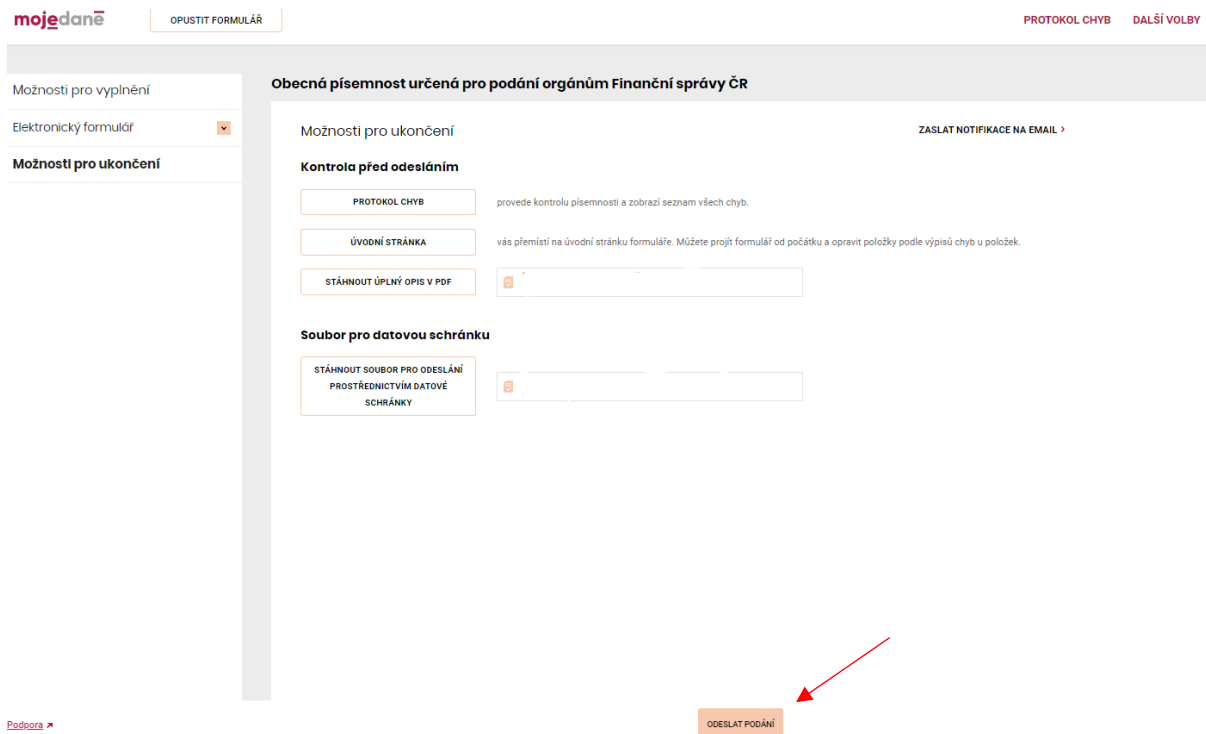 mojedaně
OPUSTIT FORMULÁŘ
PROTOKOL CHYB
DALŠÍ VOLBY
Možnosti pro vyplnění
Elektronický formulář
Možnosti pro ukončení
Obecná písemnost určená pro podání orgánům Finanční správy ČR
Možnosti pro ukončení
ZASLAT NOTIFIKACE NA EMAIL >
Kontrola před odesláním
PROTOKOL CHYB
provede kontrolu písemnosti a zobrazí seznam všech chyb.
ÚVODNÍ STRÁNKA
vás přemístí na úvodní stránku formuláře. Můžete projít formulář od počátku a opravit položky podle výpisů chyb u položek.
STÁHNOUT ÚPLNÝ OPIS V PDF
Soubor pro datovou schránku
STÁHNOUT SOUBOR PRO ODESLÁNÍ
PROSTŘEDNICTVÍM DATOVÉ
SCHRÁNKY
Podpora
ODESLAT PODÁNÍ